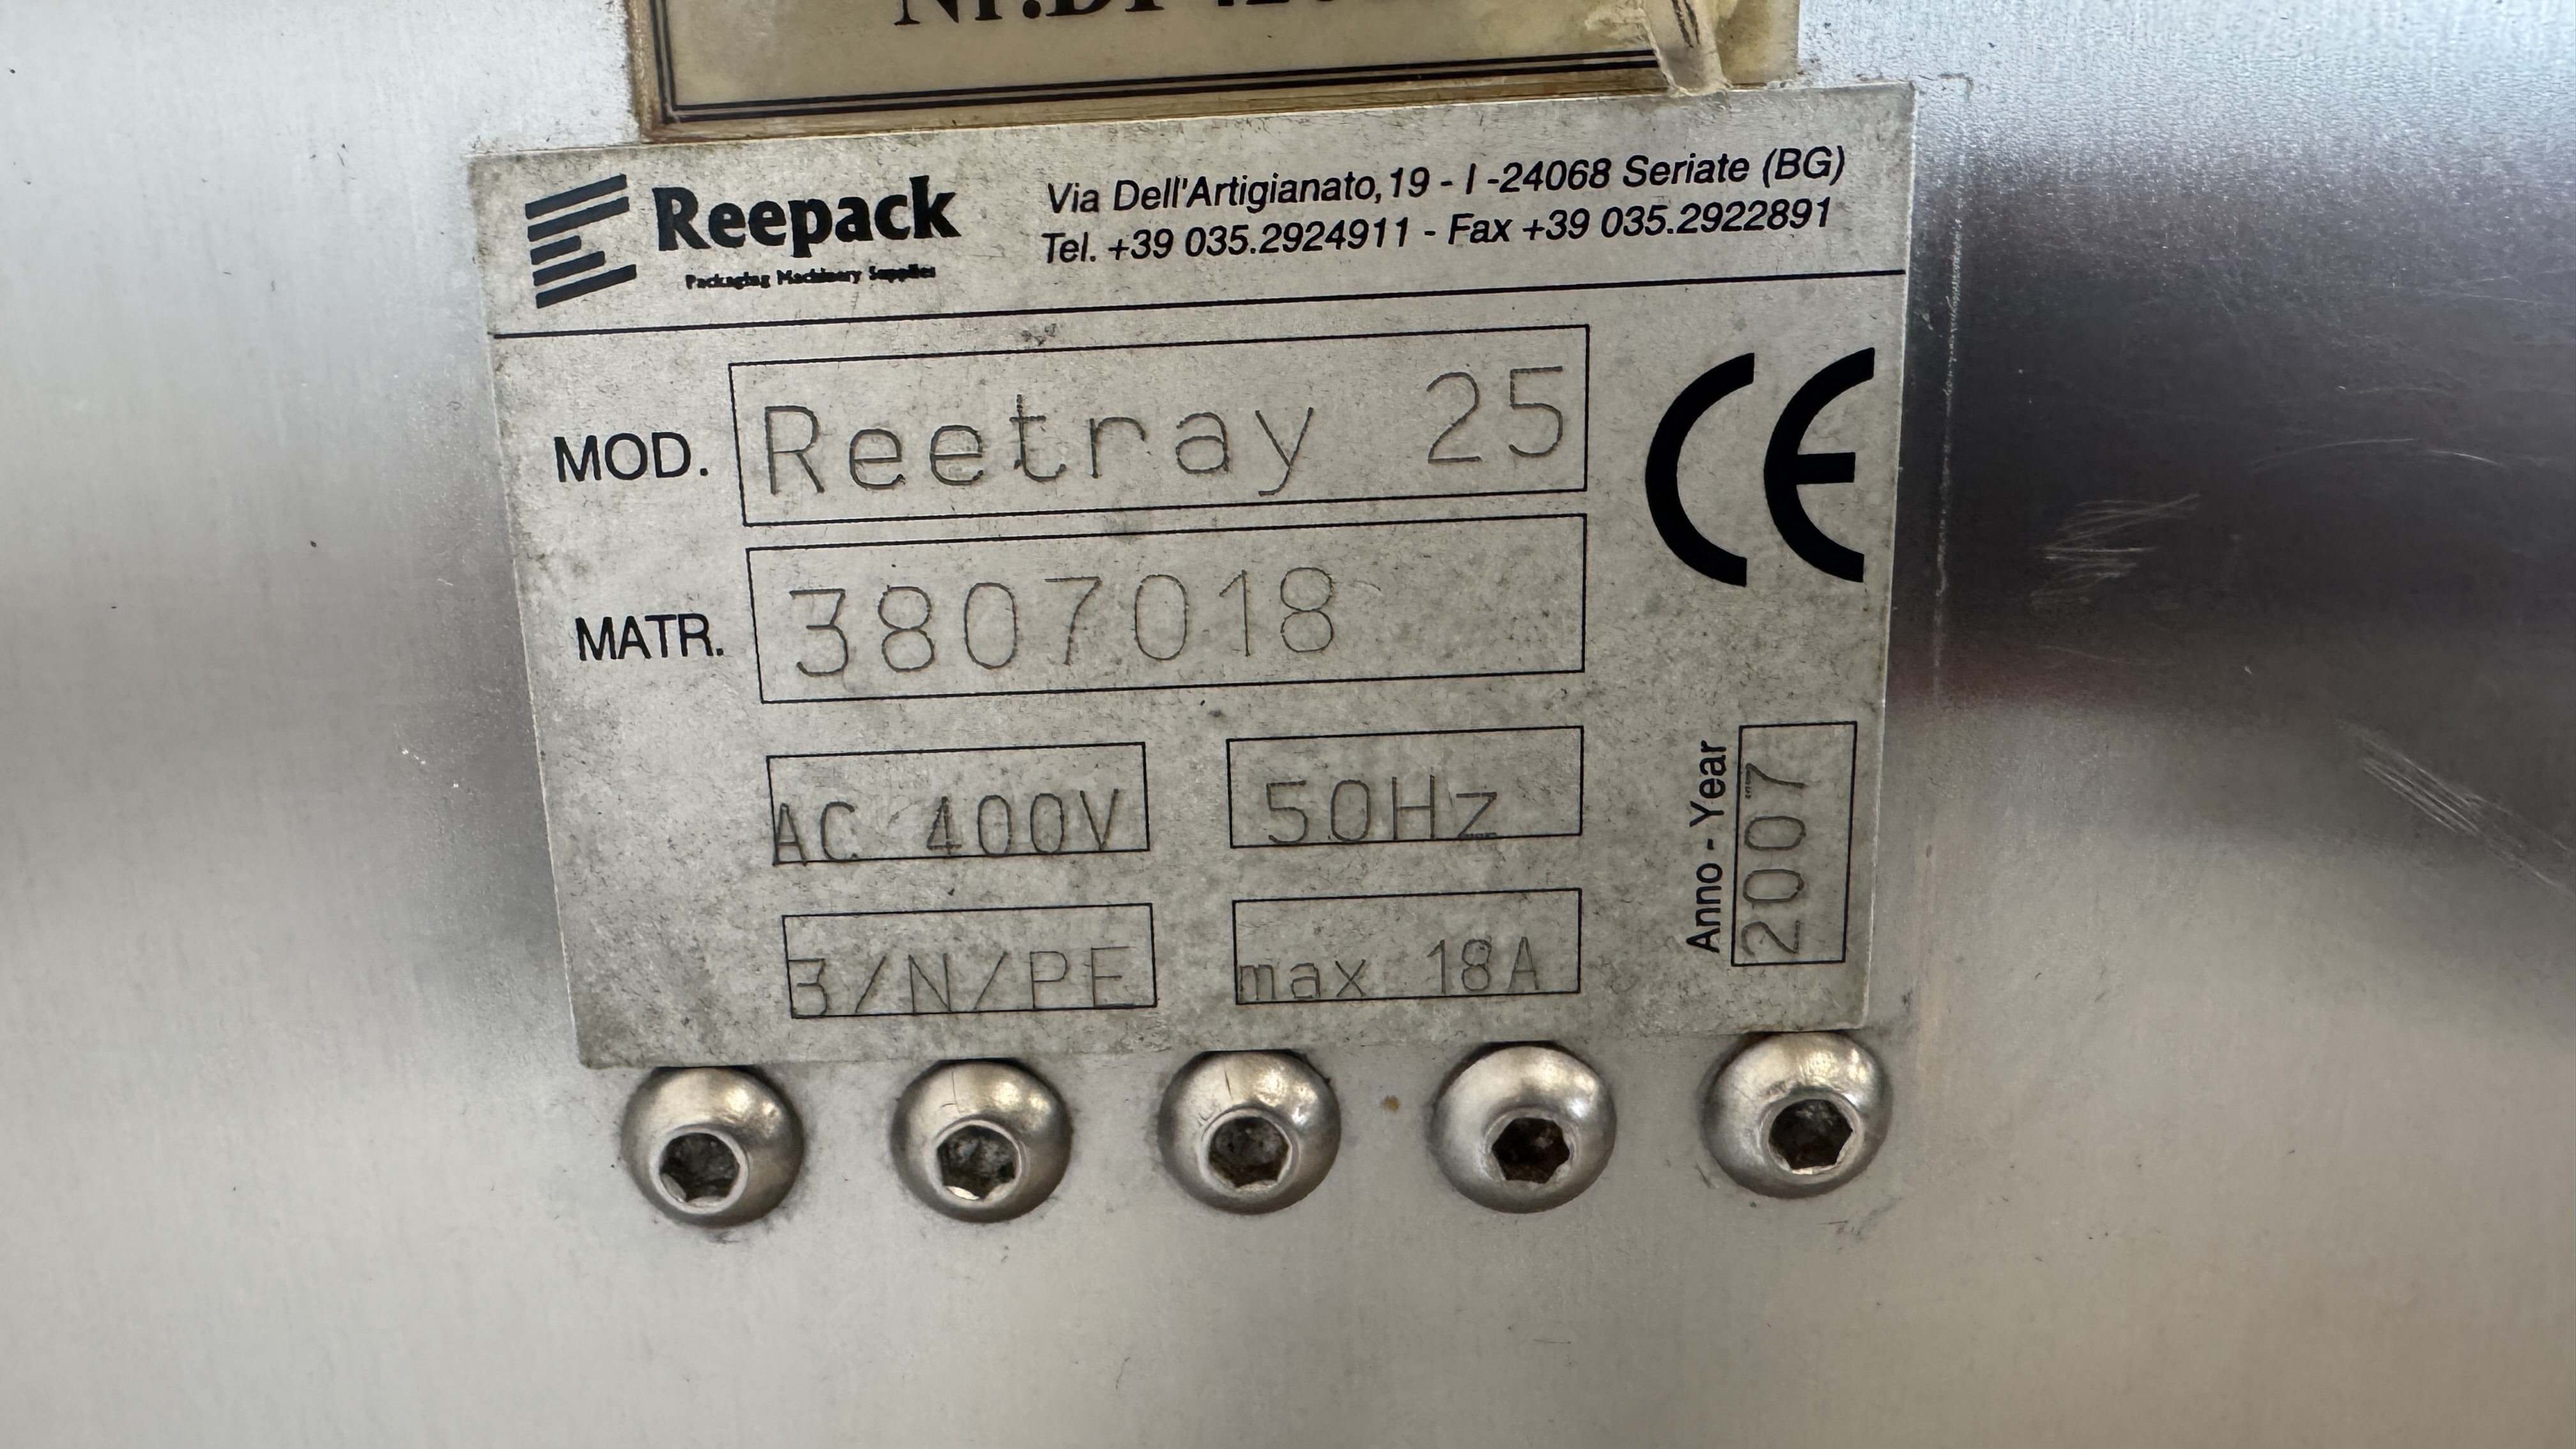 Reepack
Packaging Machinery Supplies
Via Dell'Artigianato,19 - I -24068 Seriate (BG)
Tel. +39 035.2924911 - Fax +39 035.2922891
MOD. Reetray 25
CE
MATR. 3807018
AC 400V 50Hz
3/N/PE max 18A
Anno - Year 2007